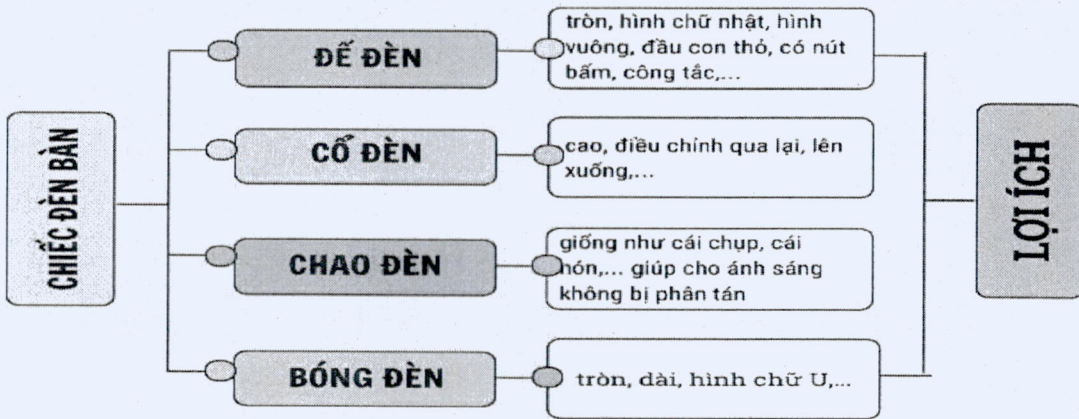 CHIẾC ĐÈN BÀN
ĐẾ ĐÈN
tròn, hình chữ nhật, hình
vuông, đầu con thỏ, có nút
bấm, công tắc,...
CỔ ĐÈN
cao, điều chỉnh qua lại, lên
xuống,...
CHAO ĐÈN
giống như cái chụp, cái
nón,... giúp cho ánh sáng
không bị phân tán
BÓNG ĐÈN
tròn, dài, hình chữ U,...
LỢI ÍCH